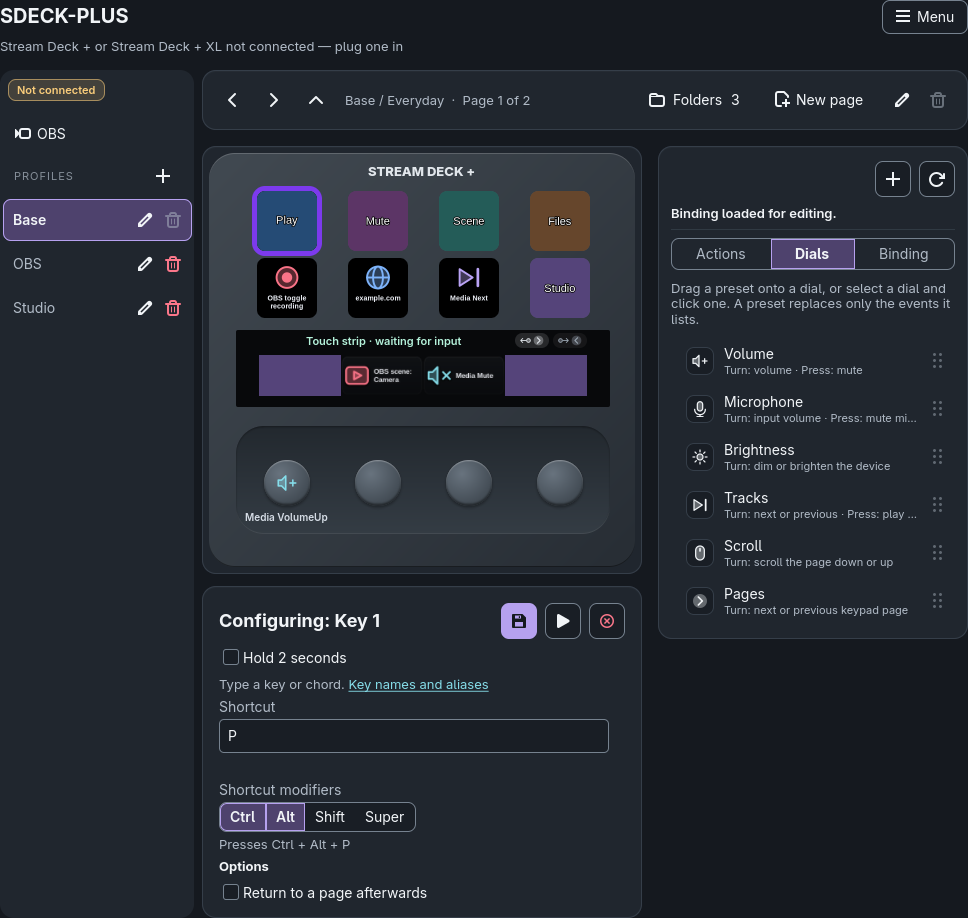 SDECK-PLUS
Menu
Stream Deck + or Stream Deck + XL not connected — plug one in
Not connected
OBS
PROFILES
Base
OBS
Studio
Base / Everyday · Page 1 of 2
Folders 3
New page
STREAM DECK +
Play
Mute
Scene
Files
OBS toggle
recording
example.com
Media Next
Studio
Touch strip · waiting for input
OBS scene:
Camera
Media Mute
Media VolumeUp
Configuring: Key 1
Hold 2 seconds
Type a key or chord. Key names and aliases
Shortcut
P
Shortcut modifiers
Ctrl
Alt
Shift
Super
Presses Ctrl + Alt + P
Options
Return to a page afterwards
Binding loaded for editing.
Actions
Dials
Binding
Drag a preset onto a dial, or select a dial and
click one. A preset replaces only the events it
lists.
Volume
Turn: volume · Press: mute
Microphone
Turn: input volume · Press: mute mi...
Brightness
Turn: dim or brighten the device
Tracks
Turn: next or previous · Press: play ...
Scroll
Turn: scroll the page down or up
Pages
Turn: next or previous keypad page